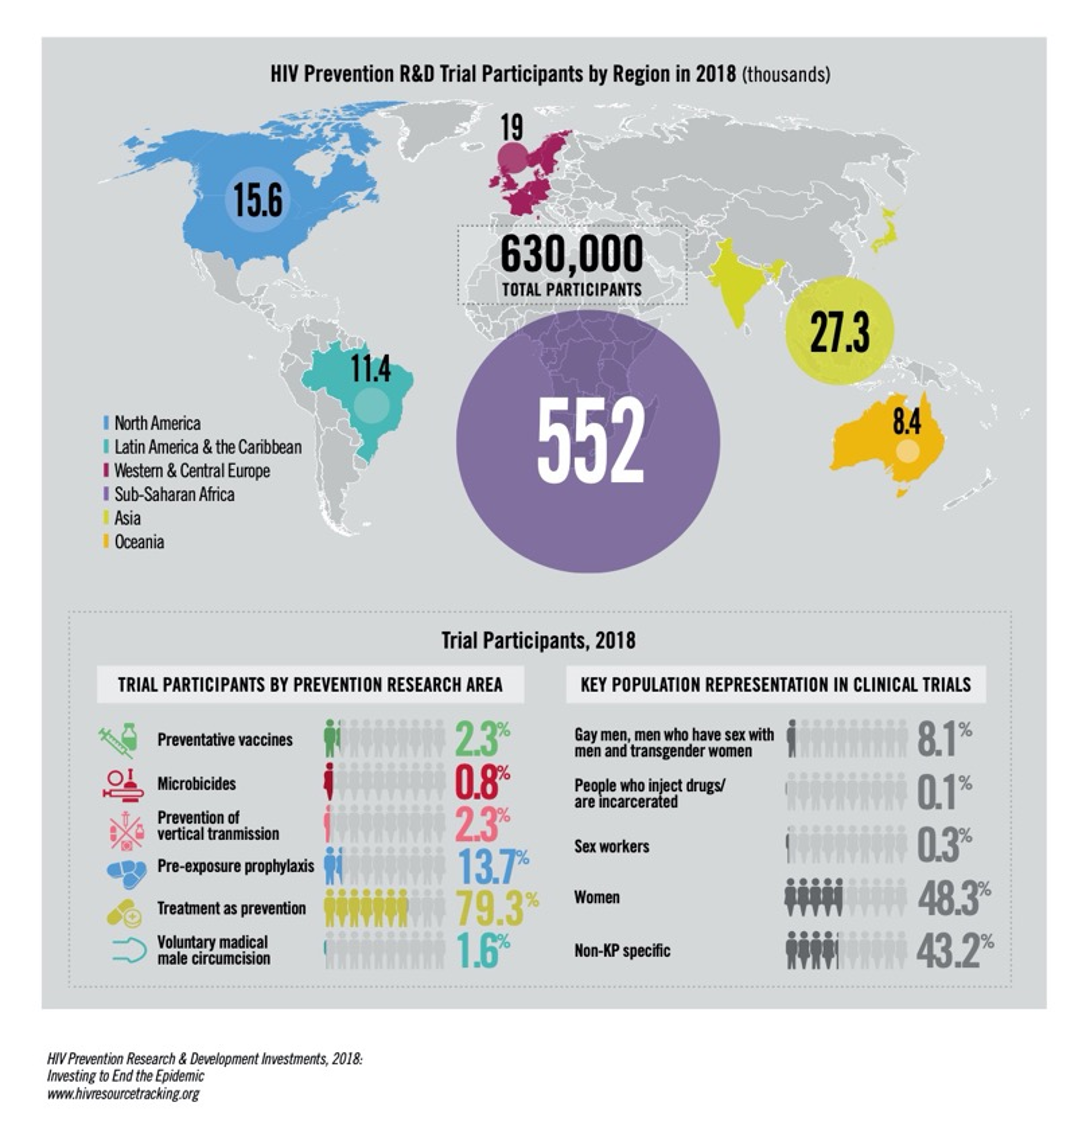 HIV Prevention R&D Trial Participants by Region in 2018 (thousands)
19
15.6
630,000
TOTAL PARTICIPANTS
27.3
11.4
8.4
552
North America
Latin America & the Caribbean
Western & Central Europe
Sub-Saharan Africa
Asia
Oceania
Trial Participants, 2018
TRIAL PARTICIPANTS BY PREVENTION RESEARCH AREA
Preventative vaccines 2.3%
Microbicides 0.8%
Prevention of
vertical tranmission 2.3%
Pre-exposure prophylaxis 13.7%
Treatment as prevention 79.3%
Voluntary madical
male circumcision 1.6%
KEY POPULATION REPRESENTATION IN CLINICAL TRIALS
Gay men, men who have sex with
men and transgender women 8.1%
People who inject drugs/
are incarcerated 0.1%
Sex workers 0.3%
Women 48.3%
Non-KP specific 43.2%
HIV Prevention Research & Development Investments, 2018:
Investing to End the Epidemic
www.hivresourcetracking.org